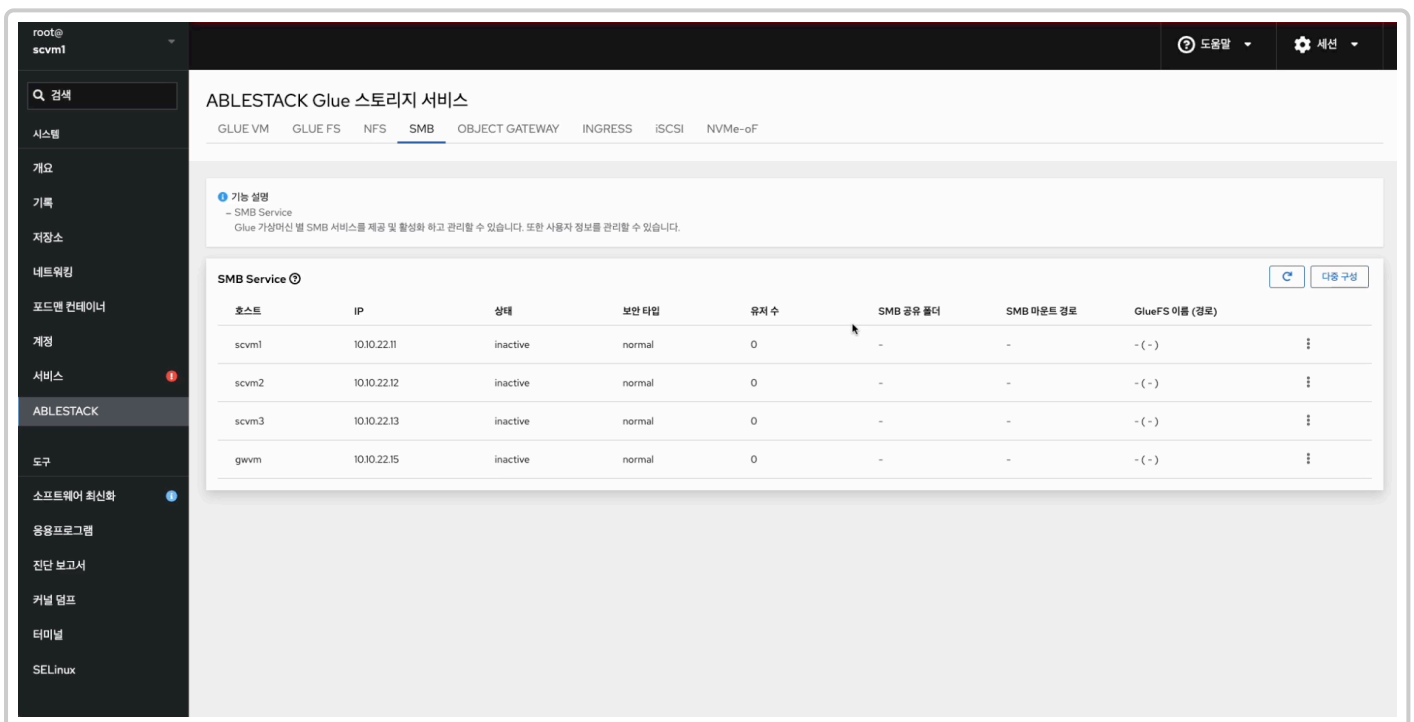 root@
scvm1
도움말
세션
검색
시스템
개요
기록
저장소
네트워킹
포드맨 컨테이너
계정
서비스
ABLESTACK
도구
소프트웨어 최신화
응용프로그램
진단 보고서
커널 덤프
터미널
SELinux
ABLESTACK Glue 스토리지 서비스
GLUE VM GLUE FS NFS SMB OBJECT GATEWAY INGRESS iSCSI NVMe-oF
기능 설명
– SMB Service
Glue 가상머신 별 SMB 서비스를 제공 및 활성화 하고 관리할 수 있습니다. 또한 사용자 정보를 관리할 수 있습니다.
SMB Service
다중 구성
호스트 IP 상태 보안 타입 유저 수 SMB 공유 폴더 SMB 마운트 경로 GlueFS 이름 (경로)
scvm1 10.10.22.11 inactive normal 0 - - - ( - )
scvm2 10.10.22.12 inactive normal 0 - - - ( - )
scvm3 10.10.22.13 inactive normal 0 - - - ( - )
gwvm 10.10.22.15 inactive normal 0 - - - ( - )